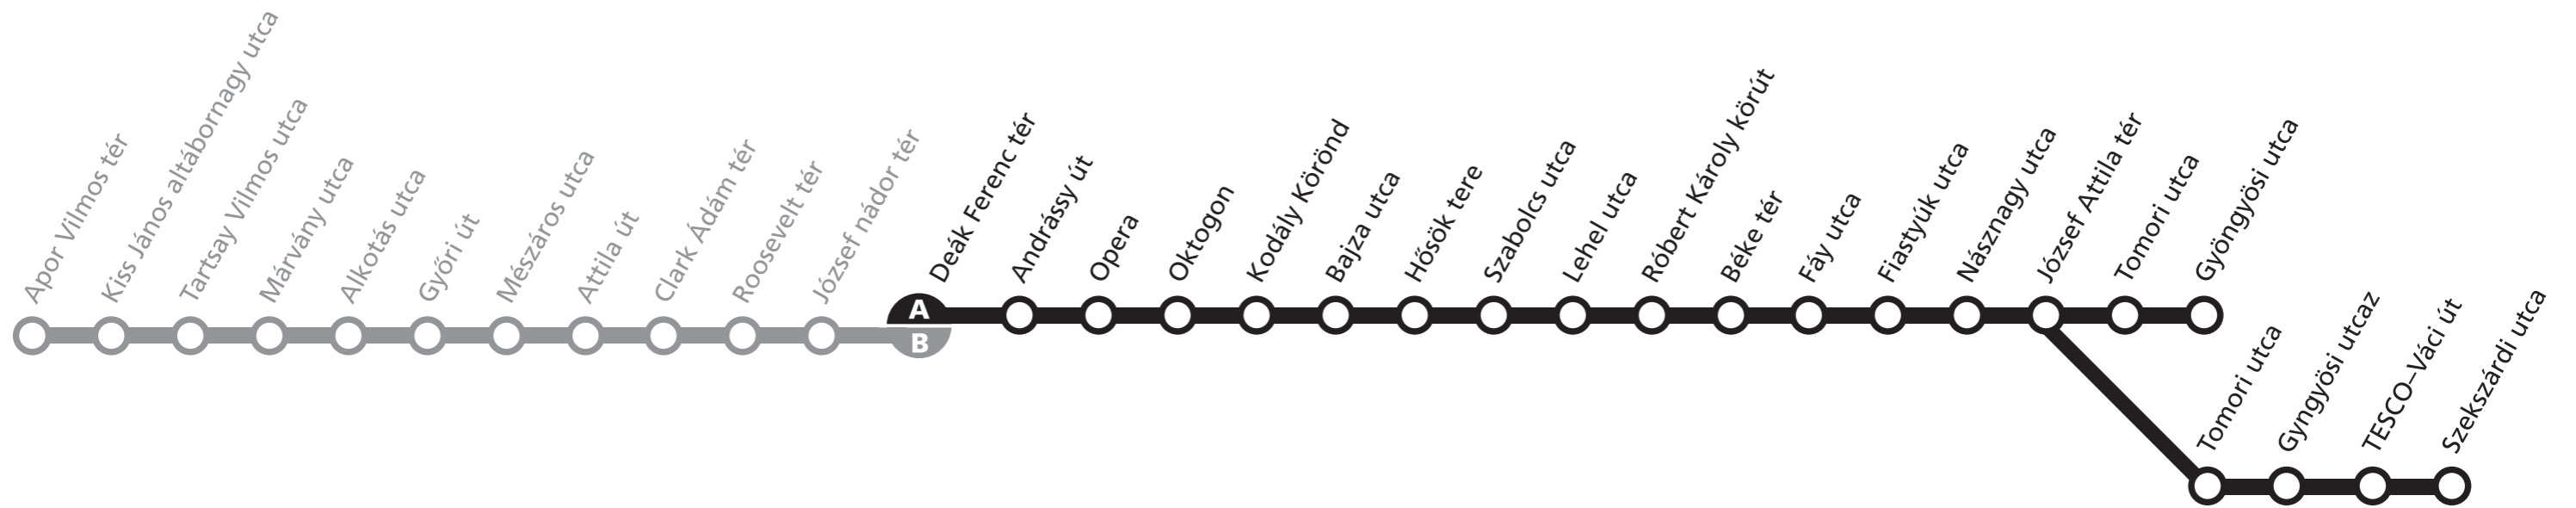 Apor Vilmos tér
Kiss János altábornagy utca
Tartsay Vilmos utca
Márvány utca
Alkotás utca
Győri út
Mészáros utca
Attila út
Clark Ádám tér
Roosevelt tér
József nádor tér
A
B
Deák Ferenc tér
Andrássy út
Opera
Oktogon
Kodály Körönd
Bajza utca
Hősök tere
Szabolcs utca
Lehel utca
Róbert Károly körút
Béke tér
Fáy utca
Fiastyúk utca
Násznagy utca
József Attila tér
Tomori utca
Gyöngyösi utca
Tomori utca
Gyngyösi utcaz
TESCO–Váci út
Szekszárdi utca